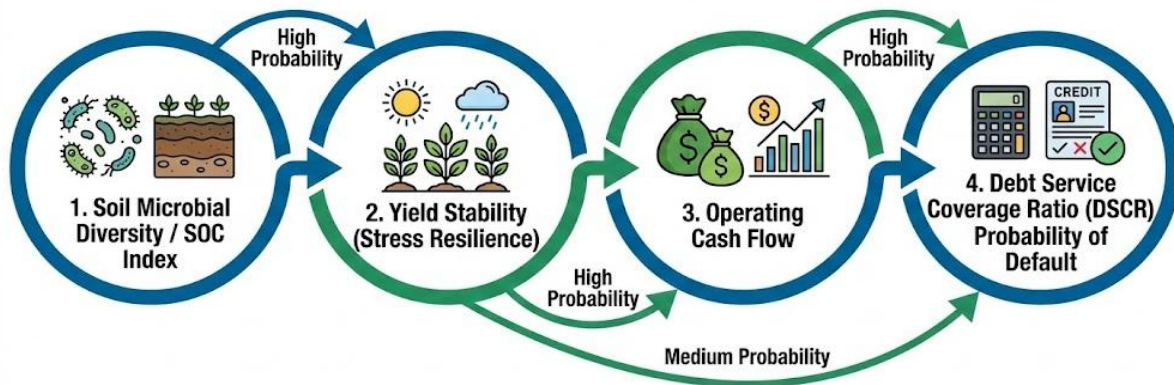 High
Probability
1. Soil Microbial
Diversity / SOC
Index
2. Yield Stability
(Stress Resilience)
High
Probability
$
$
$
3. Operating
Cash Flow
High
Probability
CREDIT
4. Debt Service
Coverage Ratio (DSCR)
Probability of
Default
Medium Probability